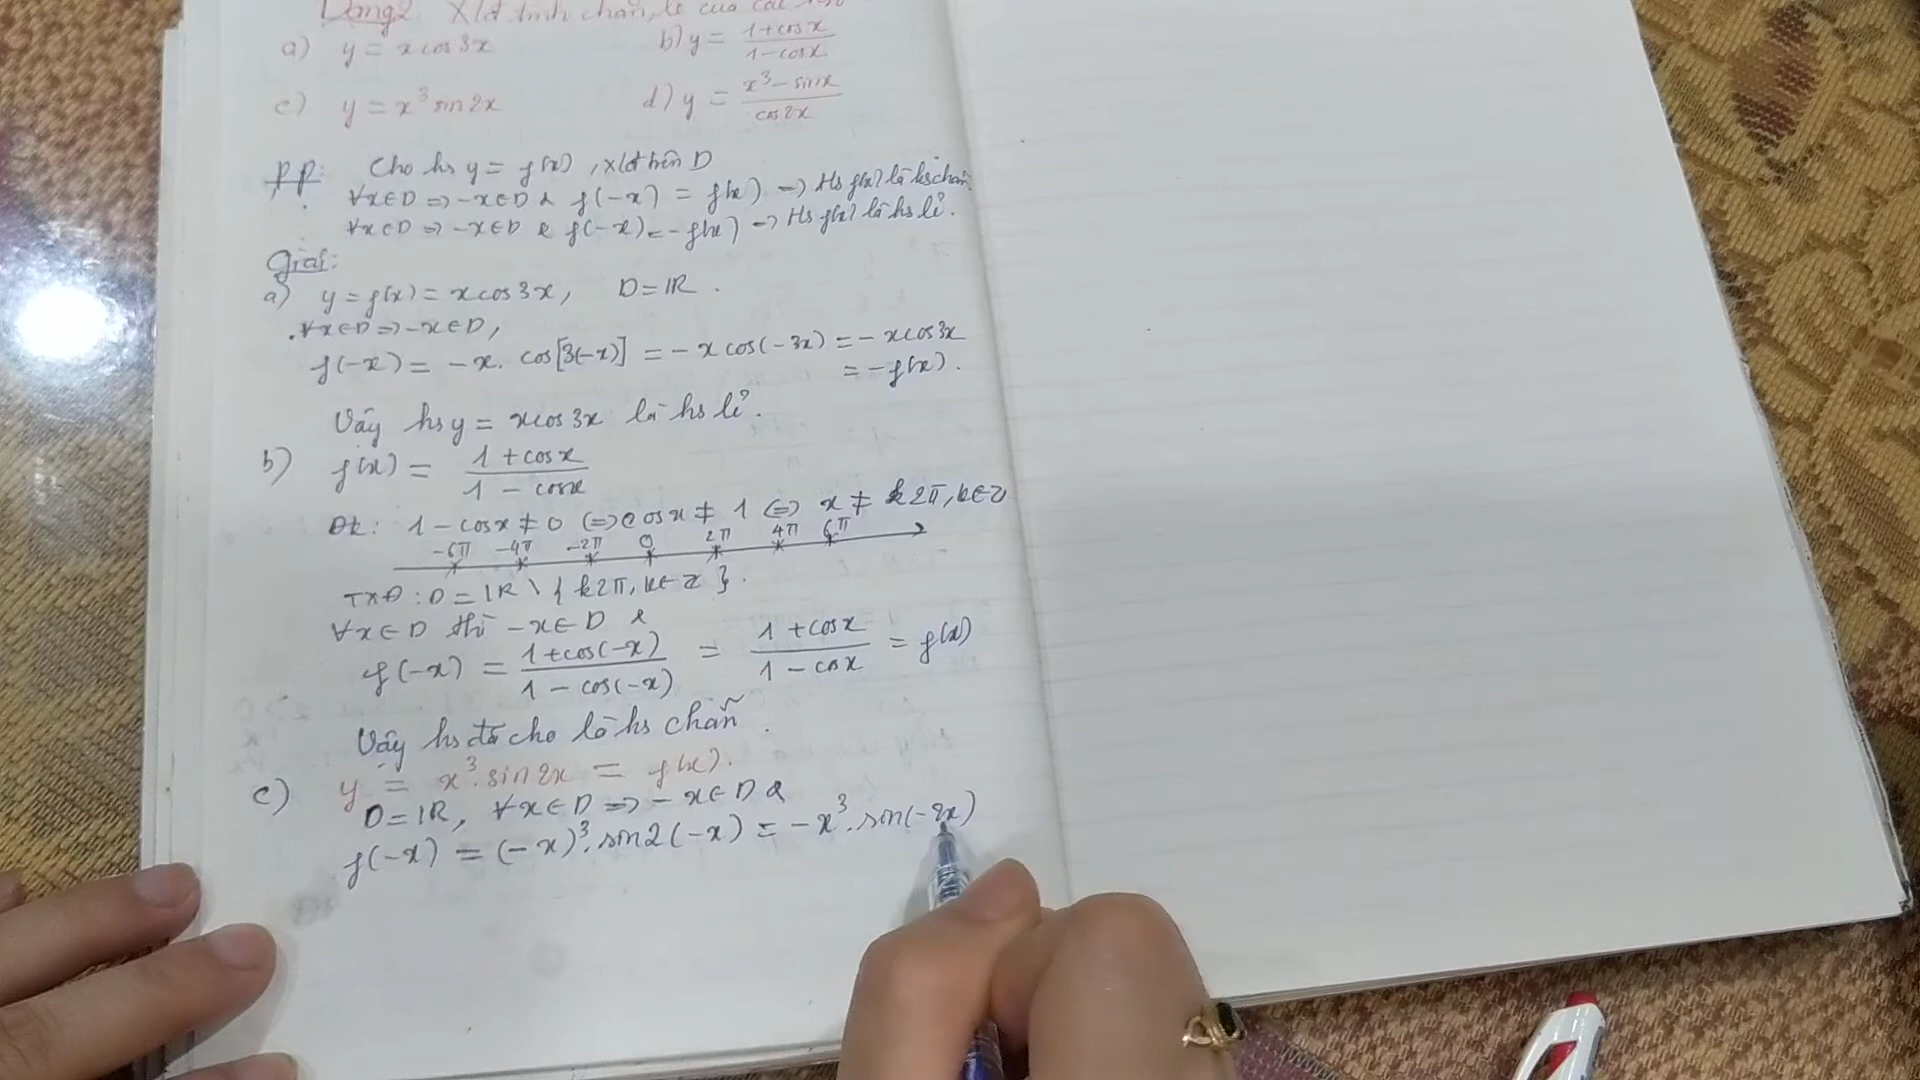 Dạng 2. Xét tính chẵn, lẻ của các
a) y = x cos 3x b) y = \frac{1+cos x}{1-cos x}
c) y = x³ sin 2x d) y = \frac{x³ - sin x}{cos 2x}
PP: Cho hs y = f(x), Xđ trên D
∀x∈D => -x∈D & f(-x) = f(x) => Hs f(x) là hs chẵn
∀x∈D => -x∈D & f(-x) = -f(x) => Hs f(x) là hs lẻ.
Giải:
a) y = f(x) = x cos 3x, D = ℝ.
∀x∈D => -x∈D,
f(-x) = -x. cos[3(-x)] = -x cos(-3x) = -x cos 3x
= -f(x).
Vậy hs y = x cos 3x là hs lẻ.
b) f(x) = \frac{1 + cos x}{1 - cos x}
Đk: 1 - cos x ≠ 0 <=> cos x ≠ 1 <=> x ≠ k2π, k∈Z
-6π -4π -2π 0 2π 4π 6π
TXĐ: D = ℝ \ { k2π, k∈Z }.
∀x∈D thì -x∈D &
f(-x) = \frac{1 + cos(-x)}{1 - cos(-x)} = \frac{1 + cos x}{1 - cos x} = f(x)
Vậy hs đã cho là hs chẵn.
c) y = x³. sin 2x = f(x).
D = ℝ, ∀x∈D => -x∈D &
f(-x) = (-x)³. sin 2(-x) = -x³. sin(-2x)